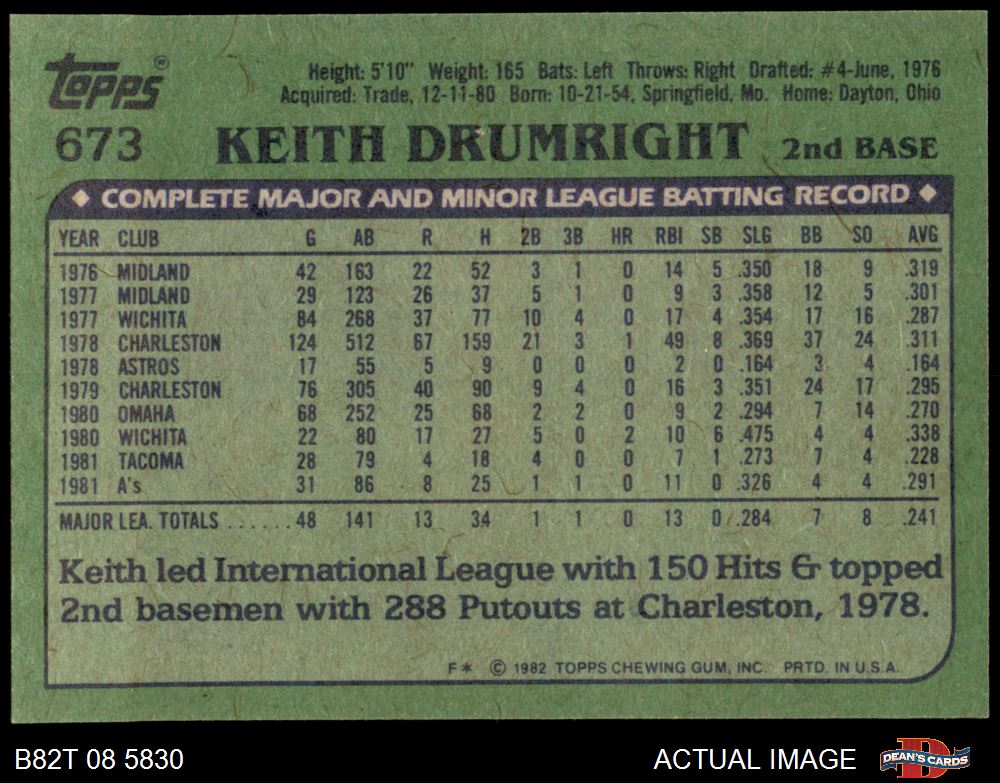 Topps®
Height: 5'10" Weight: 165 Bats: Left Throws: Right Drafted: #4-June, 1976
Acquired: Trade, 12-11-80 Born: 10-21-54, Springfield, Mo. Home: Dayton, Ohio
673 KEITH DRUMRIGHT 2nd BASE
♦ COMPLETE MAJOR AND MINOR LEAGUE BATTING RECORD ♦
YEAR CLUB G AB R H 2B 3B HR RBI SB SLG BB SO AVG
1976 MIDLAND 42 163 22 52 3 1 0 14 5 .350 18 9 .319
1977 MIDLAND 29 123 26 37 5 1 0 9 3 .358 12 5 .301
1977 WICHITA 84 268 37 77 10 4 0 17 4 .354 17 16 .287
1978 CHARLESTON 124 512 67 159 21 3 1 49 8 .369 37 24 .311
1978 ASTROS 17 55 5 9 0 0 0 2 0 .164 3 4 .164
1979 CHARLESTON 76 305 40 90 9 4 0 16 3 .351 24 17 .295
1980 OMAHA 68 252 25 68 2 2 0 9 2 .294 7 14 .270
1980 WICHITA 22 80 17 27 5 0 2 10 6 .475 4 4 .338
1981 TACOMA 28 79 4 18 4 0 0 7 1 .273 7 4 .228
1981 A's 31 86 8 25 1 1 0 11 0 .326 4 4 .291
MAJOR LEA. TOTALS ......48 141 13 34 1 1 0 13 0 .284 7 8 .241
Keith led International League with 150 Hits & topped
2nd basemen with 288 Putouts at Charleston, 1978.
F* © 1982 TOPPS CHEWING GUM, INC. PRTD. IN U.S.A.
B82T 08 5830 ACTUAL IMAGE DEAN'S CARDS